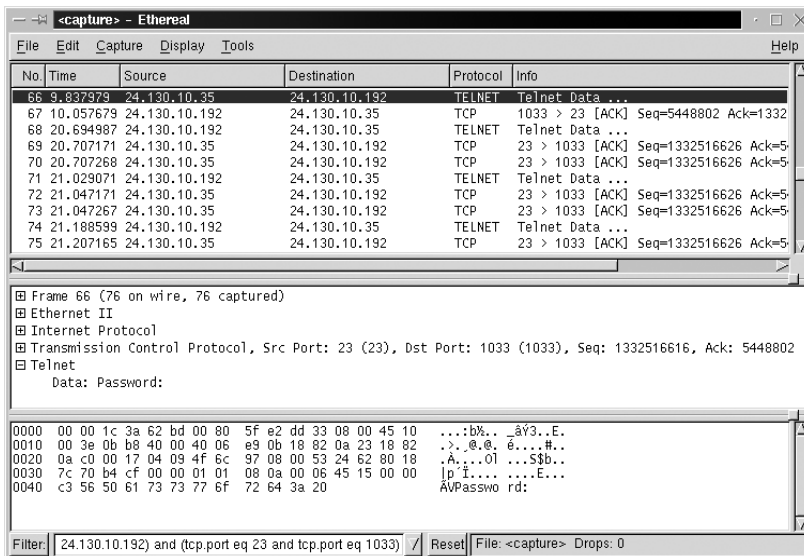 <capture> - Ethereal
File Edit Capture Display Tools Help
No. Time Source Destination Protocol Info
66 9.837979 24.130.10.35 24.130.10.192 TELNET Telnet Data ...
67 10.057679 24.130.10.192 24.130.10.35 TCP 1033 > 23 [ACK] Seq=5448802 Ack=1332
68 20.694987 24.130.10.192 24.130.10.35 TELNET Telnet Data ...
69 20.707171 24.130.10.35 24.130.10.192 TCP 23 > 1033 [ACK] Seq=1332516626 Ack=5
70 20.707268 24.130.10.35 24.130.10.192 TCP 23 > 1033 [ACK] Seq=1332516626 Ack=5
71 21.029071 24.130.10.192 24.130.10.35 TELNET Telnet Data ...
72 21.047171 24.130.10.35 24.130.10.192 TCP 23 > 1033 [ACK] Seq=1332516626 Ack=5
73 21.047267 24.130.10.35 24.130.10.192 TCP 23 > 1033 [ACK] Seq=1332516626 Ack=5
74 21.188599 24.130.10.192 24.130.10.35 TELNET Telnet Data ...
75 21.207165 24.130.10.35 24.130.10.192 TCP 23 > 1033 [ACK] Seq=1332516626 Ack=5
Frame 66 (76 on wire, 76 captured)
Ethernet II
Internet Protocol
Transmission Control Protocol, Src Port: 23 (23), Dst Port: 1033 (1033), Seq: 1332516616, Ack: 5448802
Telnet
Data: Password:
0000 00 00 1c 3a 62 bd 00 80 5f e2 dd 33 08 00 45 10 ...:b½.. _âÝ3..E.
0010 00 3e 0b b8 40 00 40 06 e9 0b 18 82 0a 23 18 82 .>.¸@.@. é....#..
0020 0a c0 00 17 04 09 4f 6c 97 08 00 53 24 62 80 18 .À....Ol ...S$b..
0030 7c 70 b4 cf 00 00 01 01 08 0a 00 06 45 15 00 00 |p´Ï.... ....E...
0040 c3 56 50 61 73 73 77 6f 72 64 3a 20 ÃVPasswo rd:
Filter: 24.130.10.192) and (tcp.port eq 23 and tcp.port eq 1033) Reset File: <capture> Drops: 0